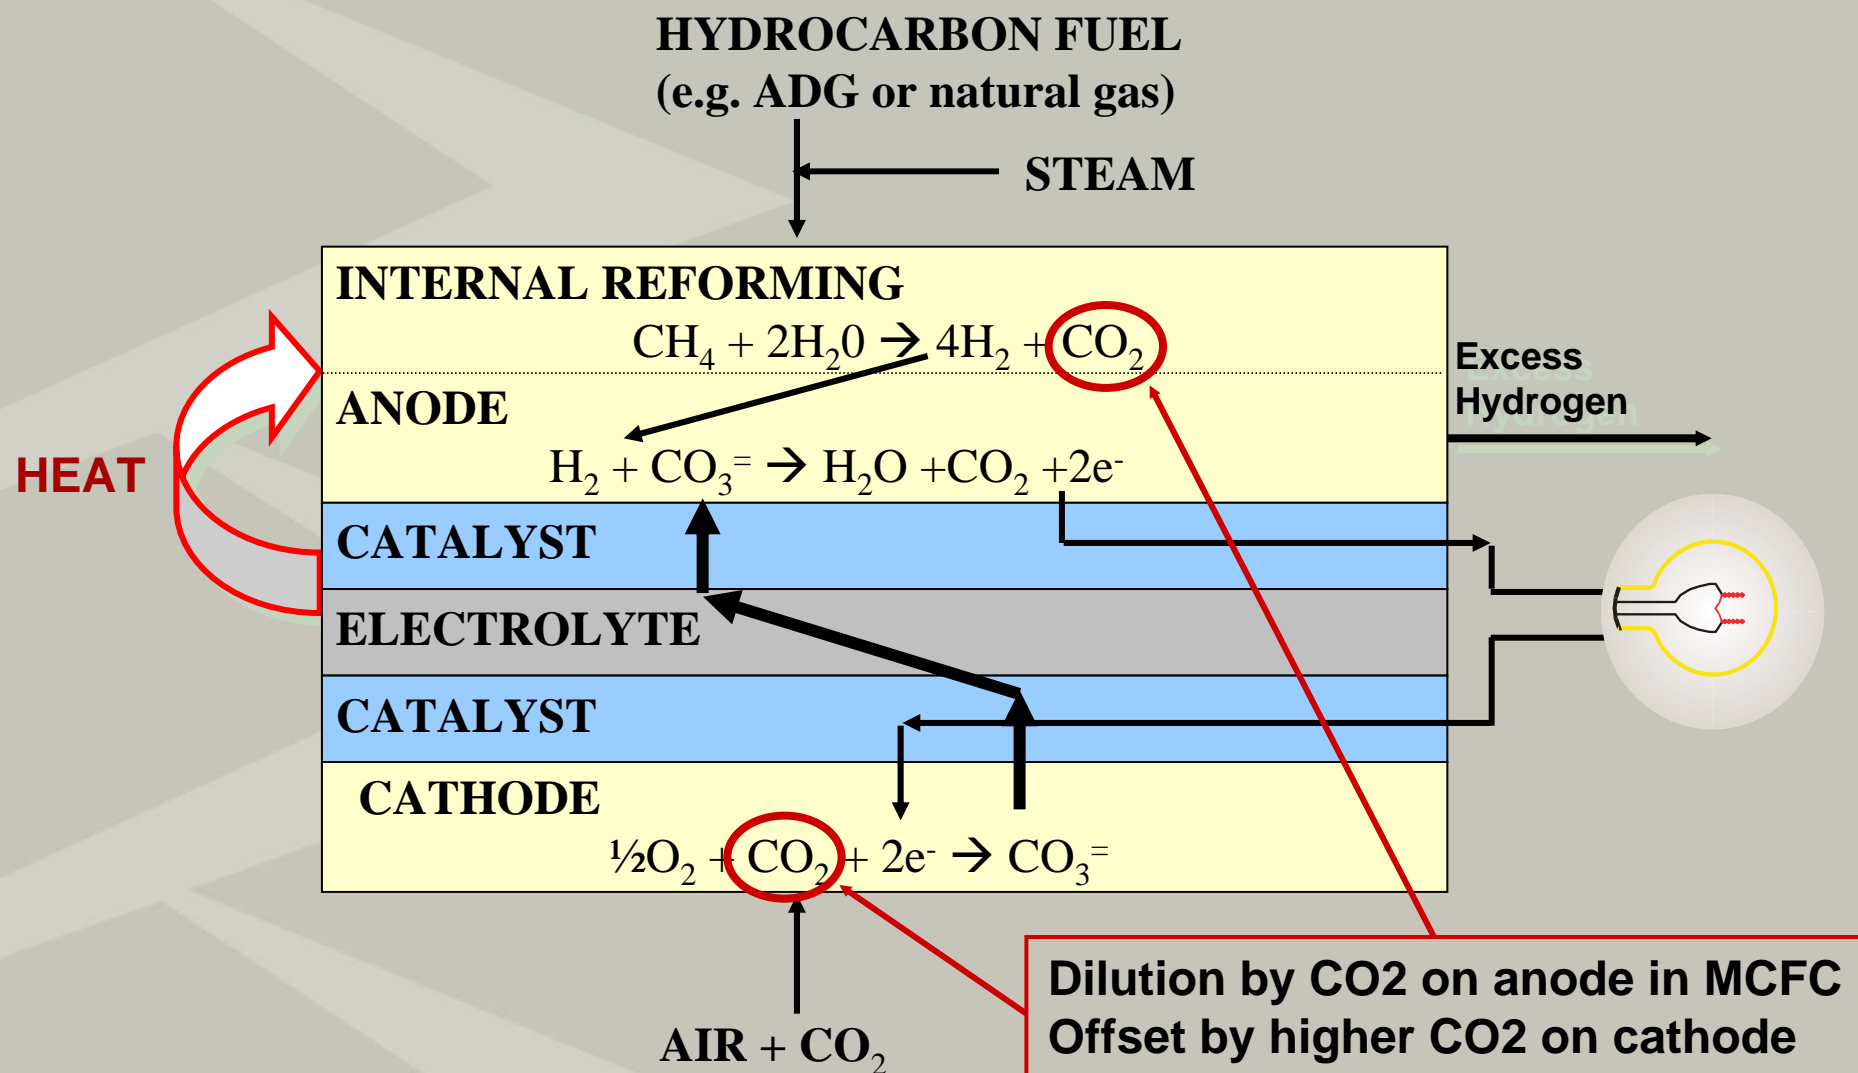 HYDROCARBON FUEL
(e.g. ADG or natural gas)
STEAM
INTERNAL REFORMING
CH₄ + 2H₂0 → 4H₂ + CO₂
Excess
Hydrogen
ANODE
HEAT
H₂ + CO₃⁼ → H₂O +CO₂ +2e⁻
CATALYST
ELECTROLYTE
CATALYST
CATHODE
½O₂ + CO₂ + 2e⁻ → CO₃⁼
AIR + CO₂
Dilution by CO2 on anode in MCFC
Offset by higher CO2 on cathode